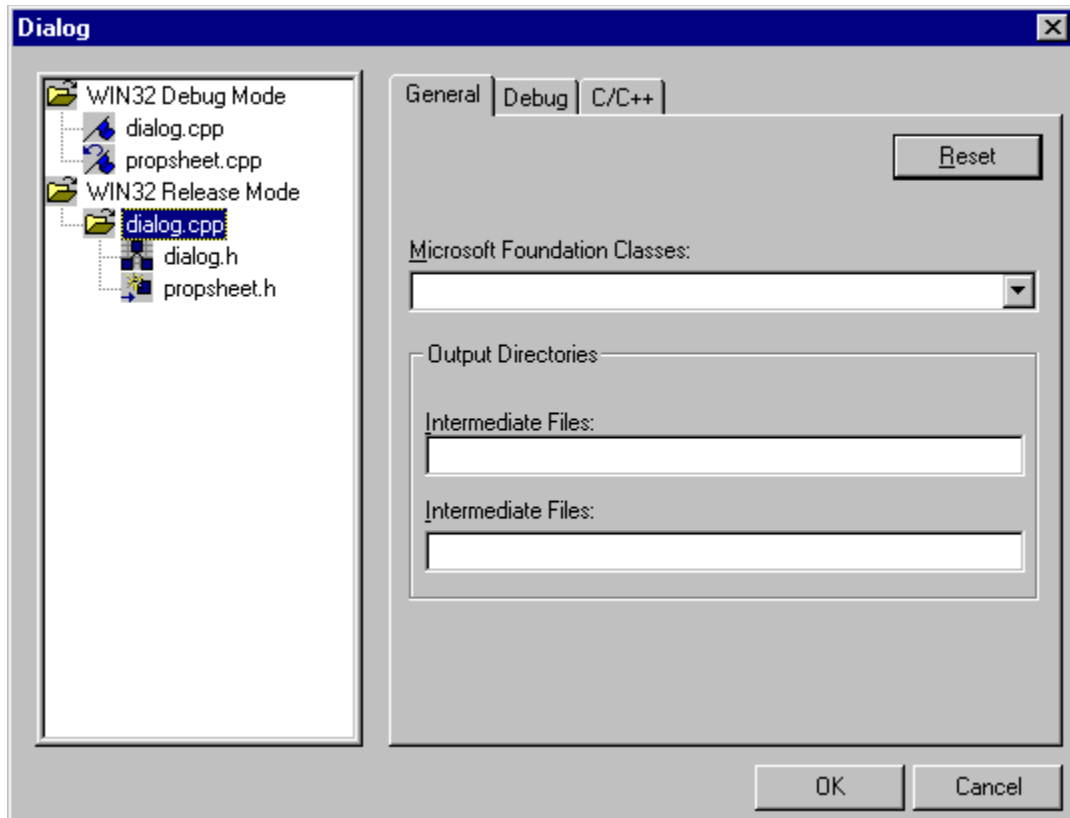 Dialog
WIN32 Debug Mode
dialog.cpp
propsheet.cpp
WIN32 Release Mode
dialog.cpp
dialog.h
propsheet.h
General Debug C/C++
Reset
Microsoft Foundation Classes:
Output Directories
Intermediate Files:
Intermediate Files:
OK Cancel